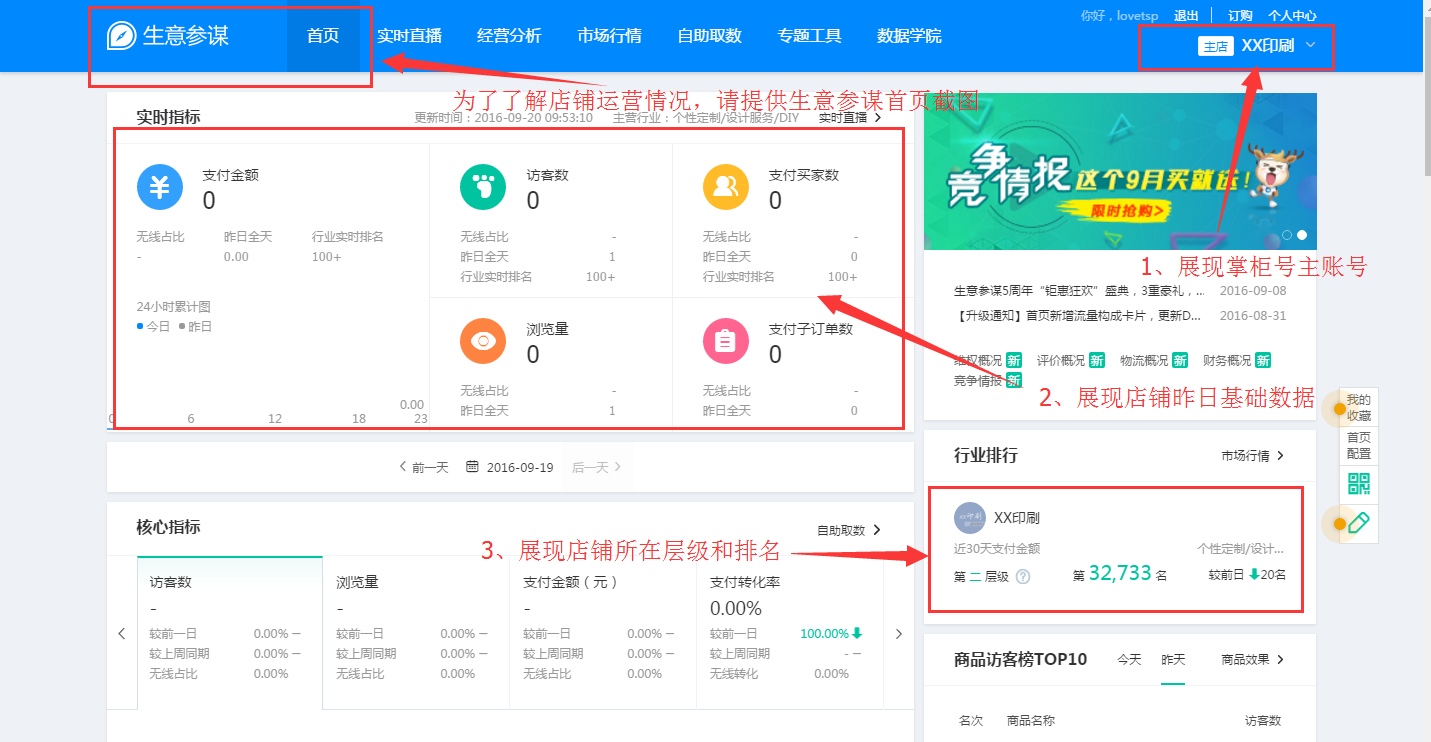 你好，lovetsp 退出 订购 个人中心
生意参谋 首页 实时直播 经营分析 市场行情 自助取数 专题工具 数据学院
主店 XX印刷
为了了解店铺运营情况，请提供生意参谋首页截图
实时指标 更新时间：2016-09-20 09:53:10 主营行业：个性定制/设计服务/DIY 实时直播
支付金额
0
无线占比 昨日全天 行业实时排名
- 0.00 100+
24小时累计图
今日 昨日
0.00
0 6 12 18 23
访客数
0
无线占比 -
昨日全天 1
行业实时排名 100+
支付买家数
0
无线占比 -
昨日全天 0
行业实时排名 100+
浏览量
0
无线占比 -
昨日全天 1
支付子订单数
0
无线占比 -
昨日全天 0
争
竞情报 这个9月买就送!
限时抢购>
1、展现掌柜号主账号
生意参谋5周年“钜惠狂欢”盛典，3重豪礼，... 2016-09-08
【升级通知】首页新增流量构成卡片，更新D... 2016-08-31
维权概况 新 评价概况 新 物流概况 新 财务概况 新
竞争情报 新
2、展现店铺昨日基础数据
我的
收藏
首页
配置
前一天 2016-09-19 后一天
行业排行 市场行情
xx印刷
XX印刷
近30天支付金额 个性定制/设计...
第 二 层级 ? 第 32,733 名 较前日 20名
核心指标 自助取数
3、展现店铺所在层级和排名
访客数
-
较前一日 0.00%
较上周同期 0.00%
无线占比 0.00%
浏览量
-
较前一日 0.00%
较上周同期 0.00%
无线占比 0.00%
支付金额（元）
-
较前一日 0.00%
较上周同期 0.00%
无线占比 0.00%
支付转化率
0.00%
较前一日 100.00%
较上周同期 -
无线转化 0.00%
商品访客榜TOP10 今天 昨天 商品效果
名次 商品名称 访客数